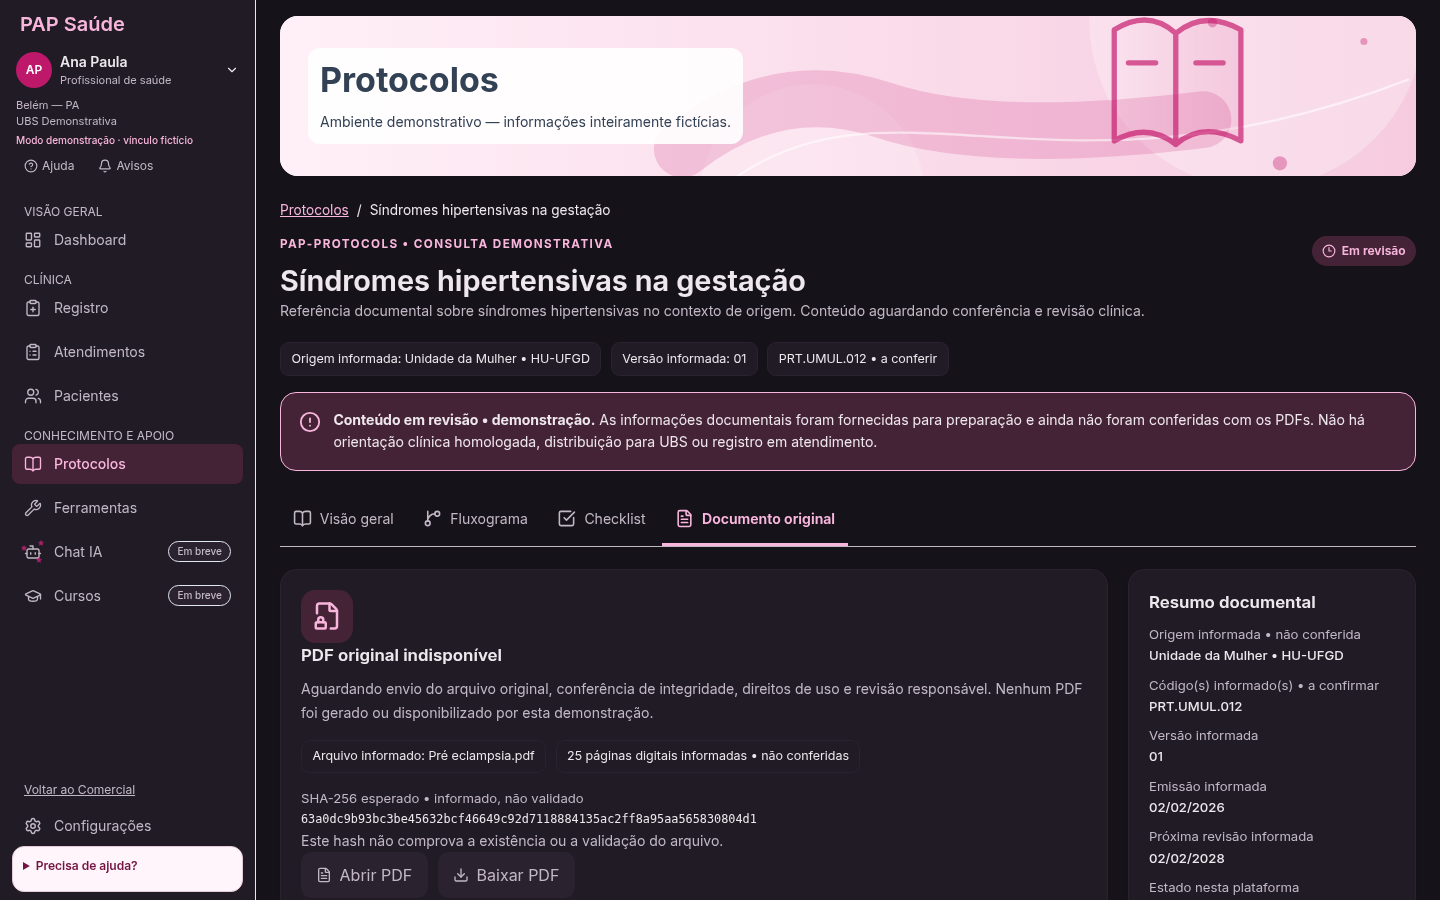 PAP Saúde
AP
Ana Paula
Profissional de saúde
Belém — PA
UBS Demonstrativa
Modo demonstração · vínculo fictício
Ajuda
Avisos
VISÃO GERAL
Dashboard
CLÍNICA
Registro
Atendimentos
Pacientes
CONHECIMENTO E APOIO
Protocolos
Ferramentas
Chat IA
Em breve
Cursos
Em breve
Voltar ao Comercial
Configurações
Precisa de ajuda?
Protocolos
Ambiente demonstrativo — informações inteiramente fictícias.
Protocolos / Síndromes hipertensivas na gestação
PAP-PROTOCOLS • CONSULTA DEMONSTRATIVA
Em revisão
Síndromes hipertensivas na gestação
Referência documental sobre síndromes hipertensivas no contexto de origem. Conteúdo aguardando conferência e revisão clínica.
Origem informada: Unidade da Mulher • HU-UFGD
Versão informada: 01
PRT.UMUL.012 • a conferir
Conteúdo em revisão • demonstração. As informações documentais foram fornecidas para preparação e ainda não foram conferidas com os PDFs. Não há
orientação clínica homologada, distribuição para UBS ou registro em atendimento.
Visão geral
Fluxograma
Checklist
Documento original
PDF original indisponível
Aguardando envio do arquivo original, conferência de integridade, direitos de uso e revisão responsável. Nenhum PDF
foi gerado ou disponibilizado por esta demonstração.
Arquivo informado: Pré eclampsia.pdf
25 páginas digitais informadas • não conferidas
SHA-256 esperado • informado, não validado
63a0dc9b93bc3be45632bcf46649c92d7118884135ac2ff8a95aa565830804d1
Este hash não comprova a existência ou a validação do arquivo.
Abrir PDF
Baixar PDF
Resumo documental
Origem informada • não conferida
Unidade da Mulher • HU-UFGD
Código(s) informado(s) • a confirmar
PRT.UMUL.012
Versão informada
01
Emissão informada
02/02/2026
Próxima revisão informada
02/02/2028
Estado nesta plataforma